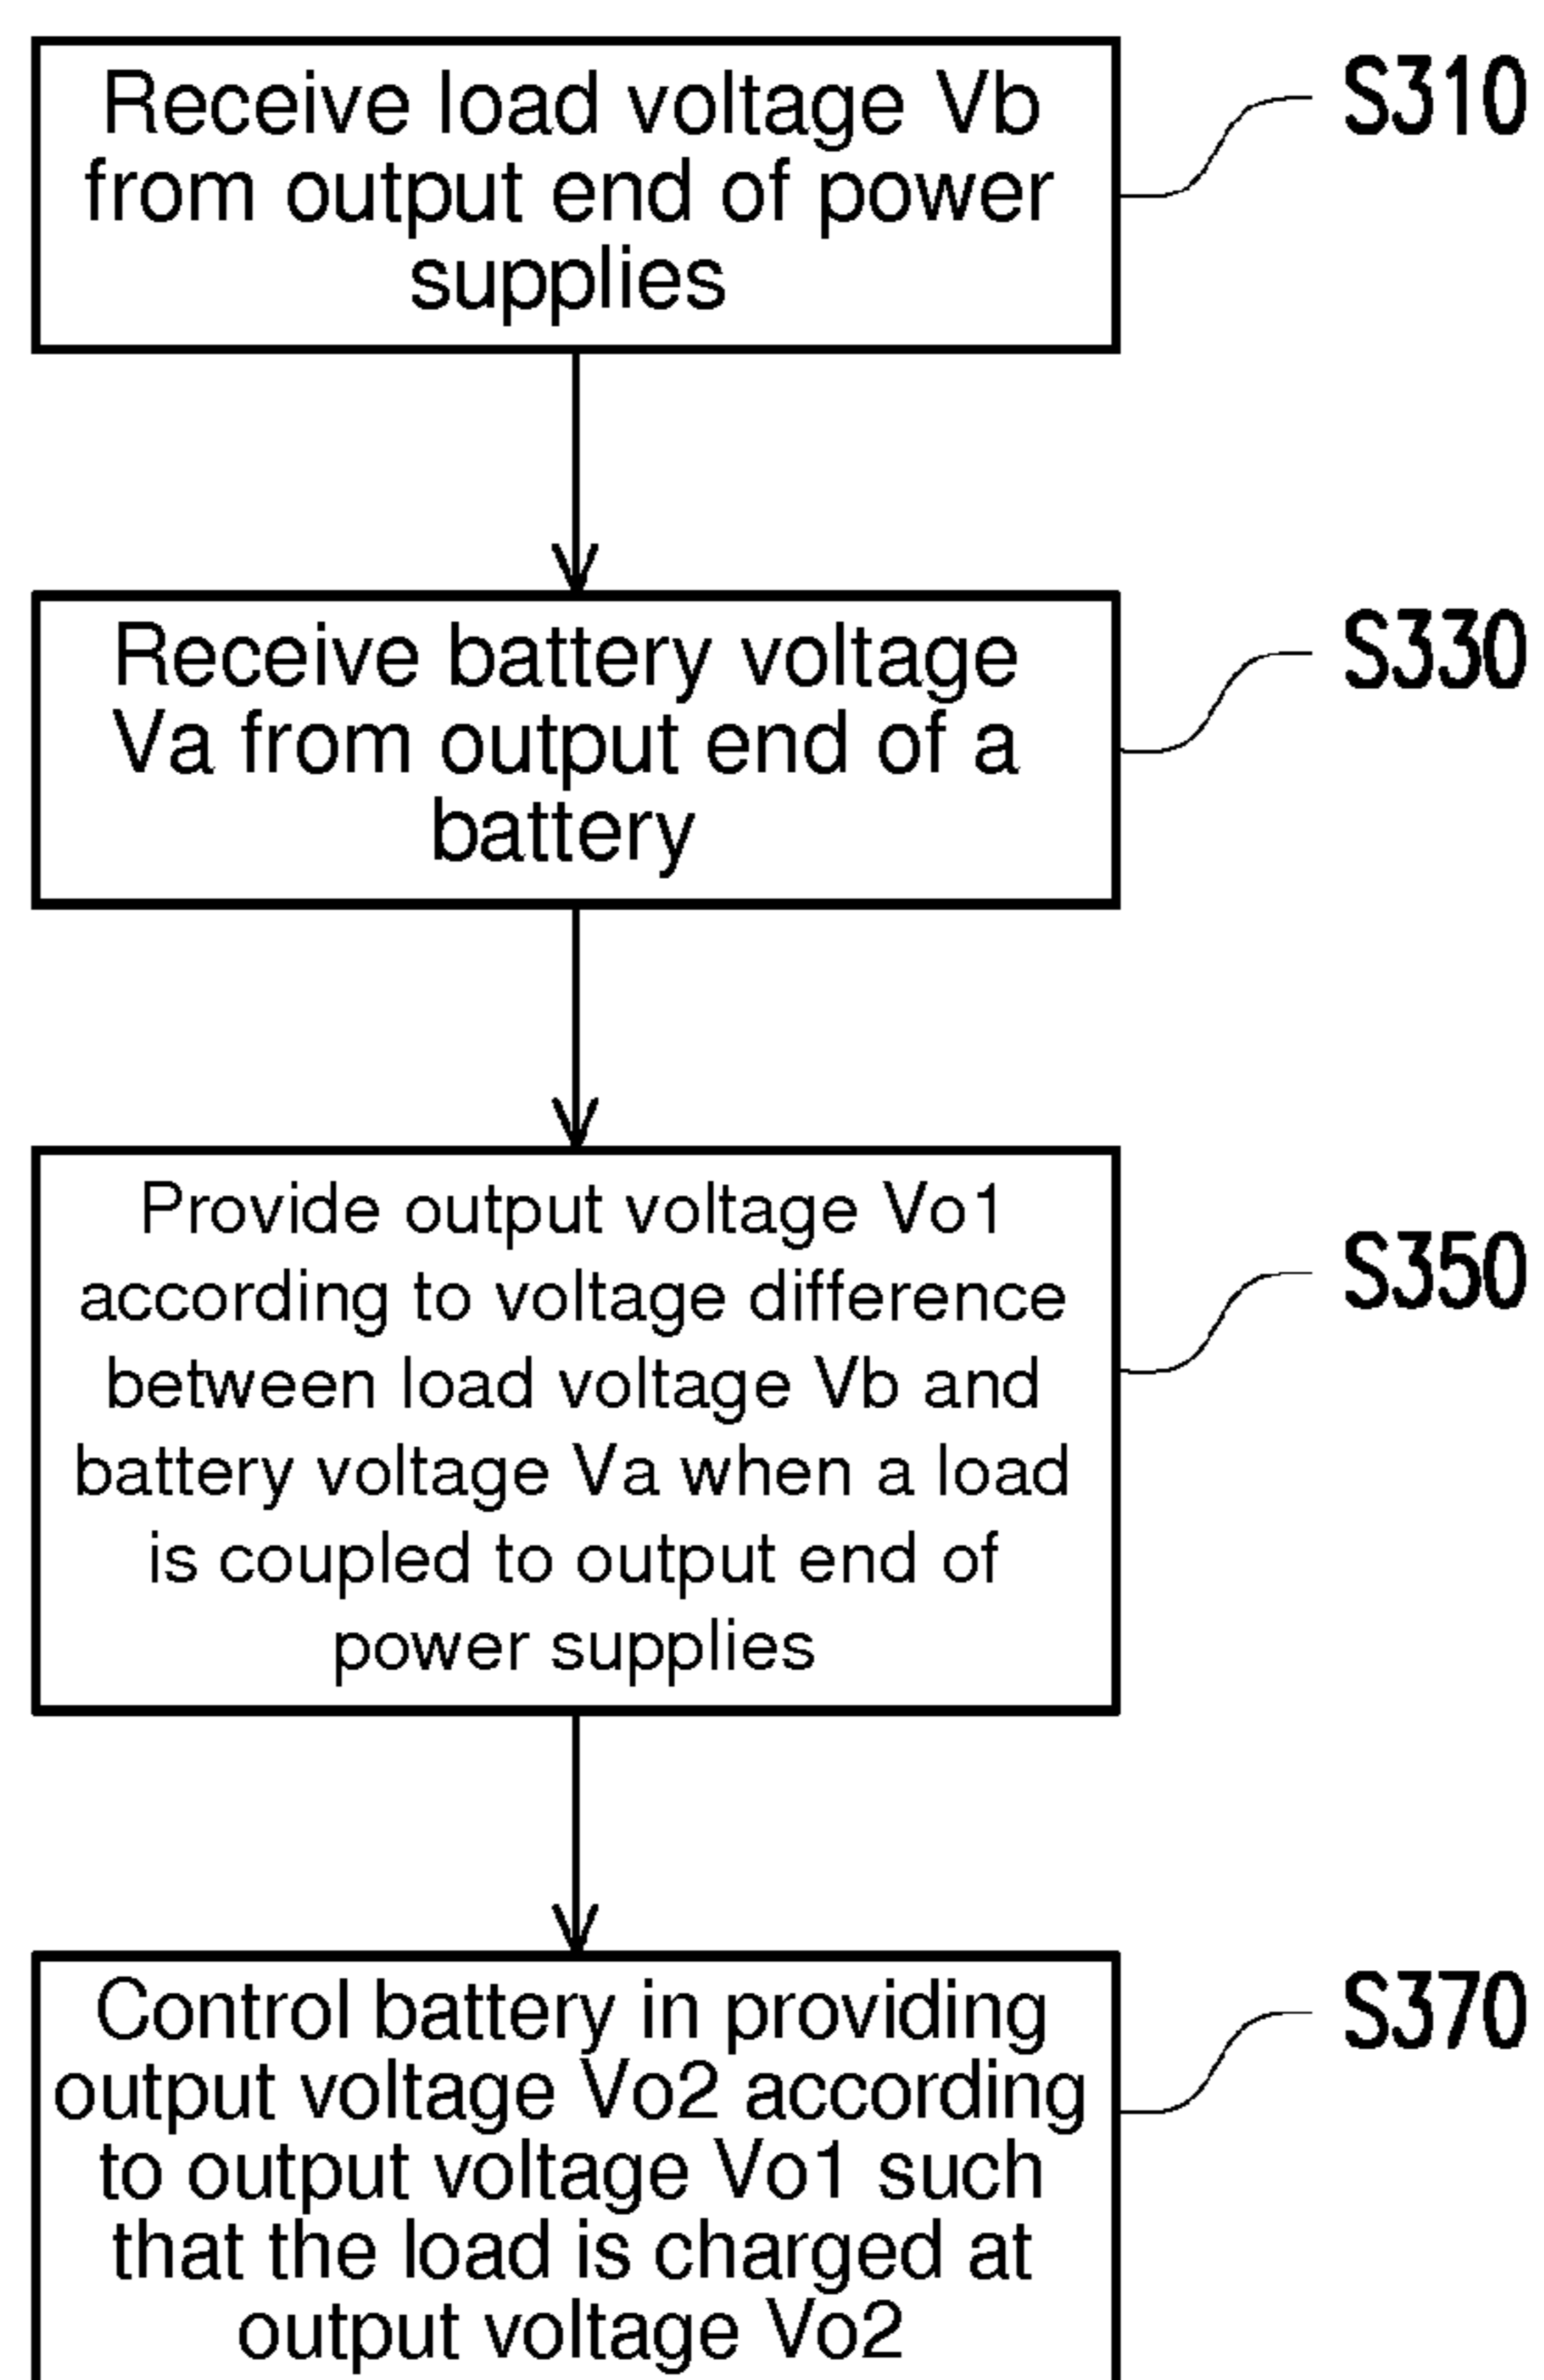 Receive load voltage Vb
from output end of power
supplies
S310
Receive battery voltage
Va from output end of a
battery
S330
Provide output voltage Vo1
according to voltage difference
between load voltage Vb and
battery voltage Va when a load
is coupled to output end of
power supplies
S350
Control battery in providing
output voltage Vo2 according
to output voltage Vo1 such
that the load is charged at
output voltage Vo2
S370